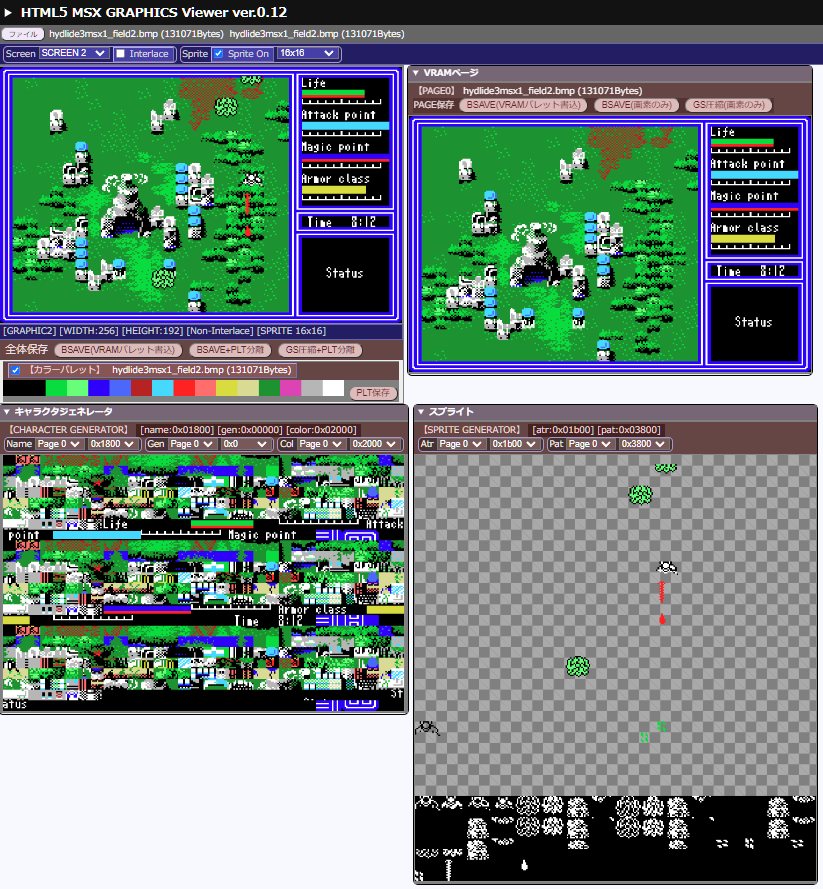 ▶ HTML5 MSX GRAPHICS Viewer ver.0.12
ファイル hydlide3msx1_field2.bmp (131071Bytes) hydlide3msx1_field2.bmp (131071Bytes)
Screen SCREEN 2 Interlace Sprite Sprite On 16x16
Life
Attack point
Magic point
Armor class
Time 8:12
Status
[GRAPHIC2] [WIDTH:256] [HEIGHT:192] [Non-Interlace] [SPRITE 16x16]
全体保存 BSAVE(VRAMパレット書込) BSAVE+PLT分離 GS圧縮+PLT分離
【カラーパレット】 hydlide3msx1_field2.bmp (131071Bytes)
PLT保存
▼ VRAMページ
【PAGE0】 hydlide3msx1_field2.bmp (131071Bytes)
PAGE保存 BSAVE(VRAMパレット書込) BSAVE(画素のみ) GS圧縮(画素のみ)
Life
Attack point
Magic point
Armor class
Time 8:12
Status
▼ キャラクタジェネレータ
【CHARACTER GENERATOR】 [name:0x01800] [gen:0x00000] [color:0x02000]
Name Page 0 0x1800 Gen Page 0 0x0 Col Page 0 0x2000
Life Attack
point Magic point
Armor class
Time 8:12
St
atus
▼ スプライト
【SPRITE GENERATOR】 [atr:0x01b00] [pat:0x03800]
Atr Page 0 0x1b00 Pat Page 0 0x3800